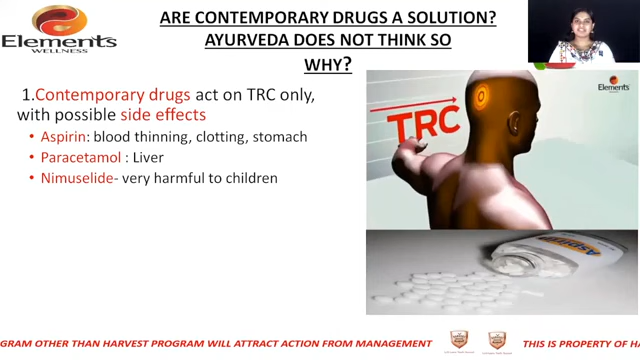 Elements
WELLNESS
ARE CONTEMPORARY DRUGS A SOLUTION?
AYURVEDA DOES NOT THINK SO
WHY?
1.Contemporary drugs act on TRC only,
with possible side effects
• Aspirin: blood thinning, clotting, stomach
• Paracetamol : Liver
• Nimuselide- very harmful to children
Elements
TRC
Aspirin
GRAM OTHER THAN HARVEST PROGRAM WILL ATTRACT ACTION FROM MANAGEMENT
THIS IS PROPERTY OF HA